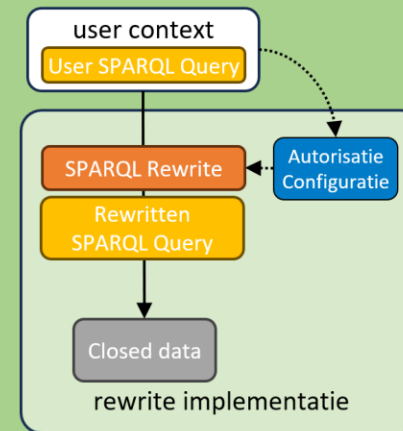 user context
User SPARQL Query
SPARQL Rewrite
Autorisatie
Configuratie
Rewritten
SPARQL Query
Closed data
rewrite implementatie